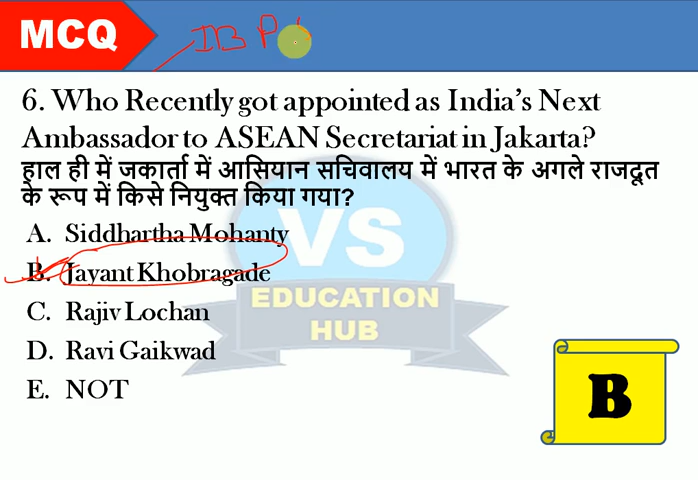 MCQ
IB P
6. Who Recently got appointed as India's Next
Ambassador to ASEAN Secretariat in Jakarta?
हाल ही में जकार्ता में आसियान सचिवालय में भारत के अगले राजदूत
के रूप में किसे नियुक्त किया गया?
A. Siddhartha Mohanty
B. Jayant Khobragade
C. Rajiv Lochan
D. Ravi Gaikwad
E. NOT
VS
EDUCATION
HUB
B